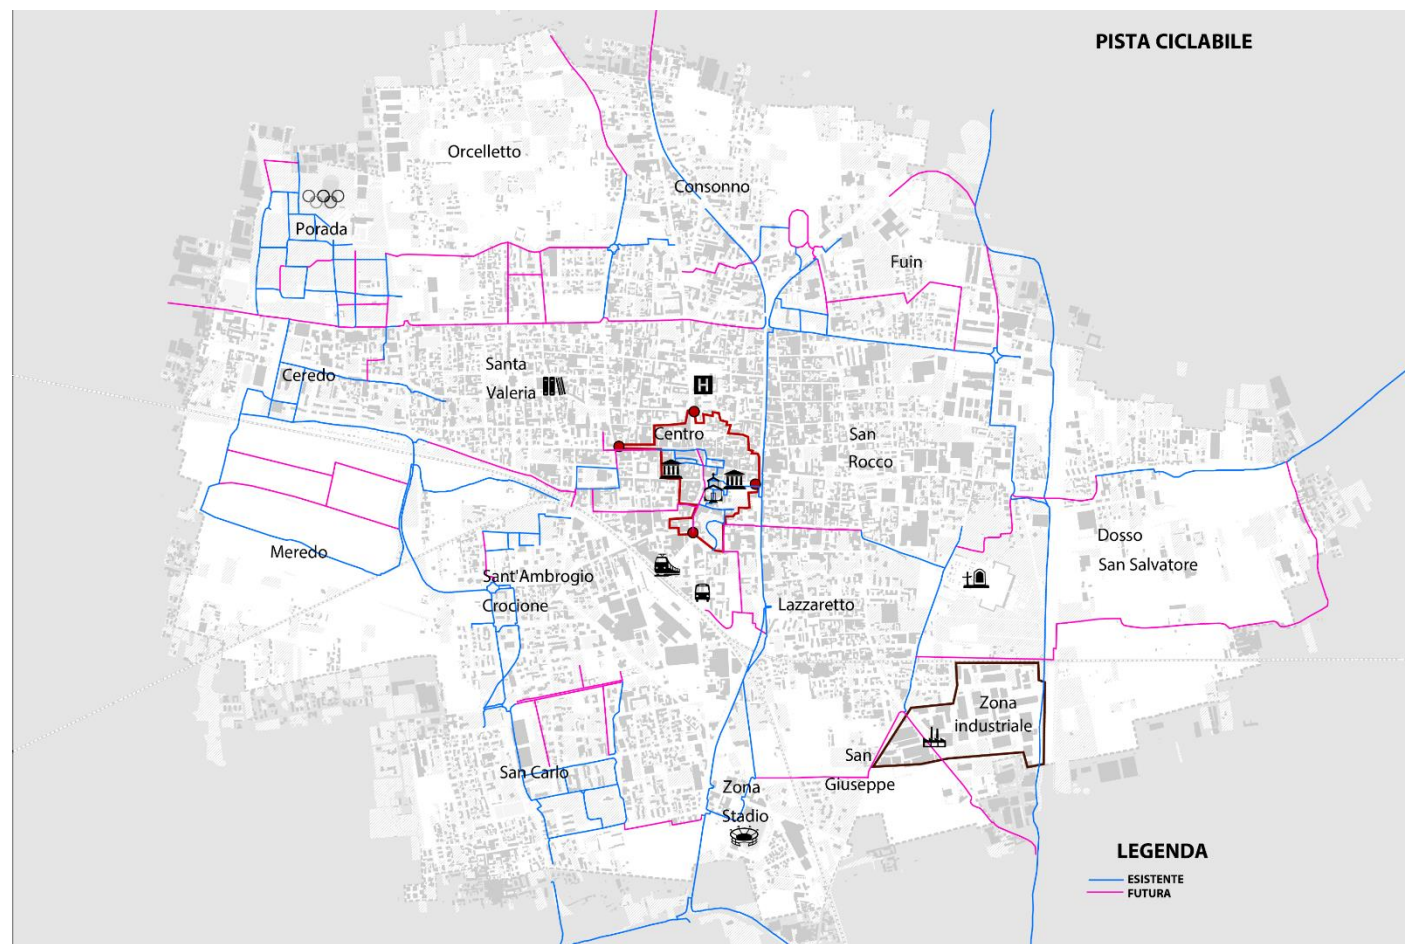 PISTA CICLABILE
Orcelletto
Consonno
Porada
Fuin
Santa
Valeria
Ceredo
H
Centro
San
Rocco
Meredo
Dosso
San Salvatore
Sant'Ambrogio
Crocione
Lazzaretto
Zona
industriale
San
Giuseppe
San Carlo
Zona
Stadio
LEGENDA
ESISTENTE
FUTURA